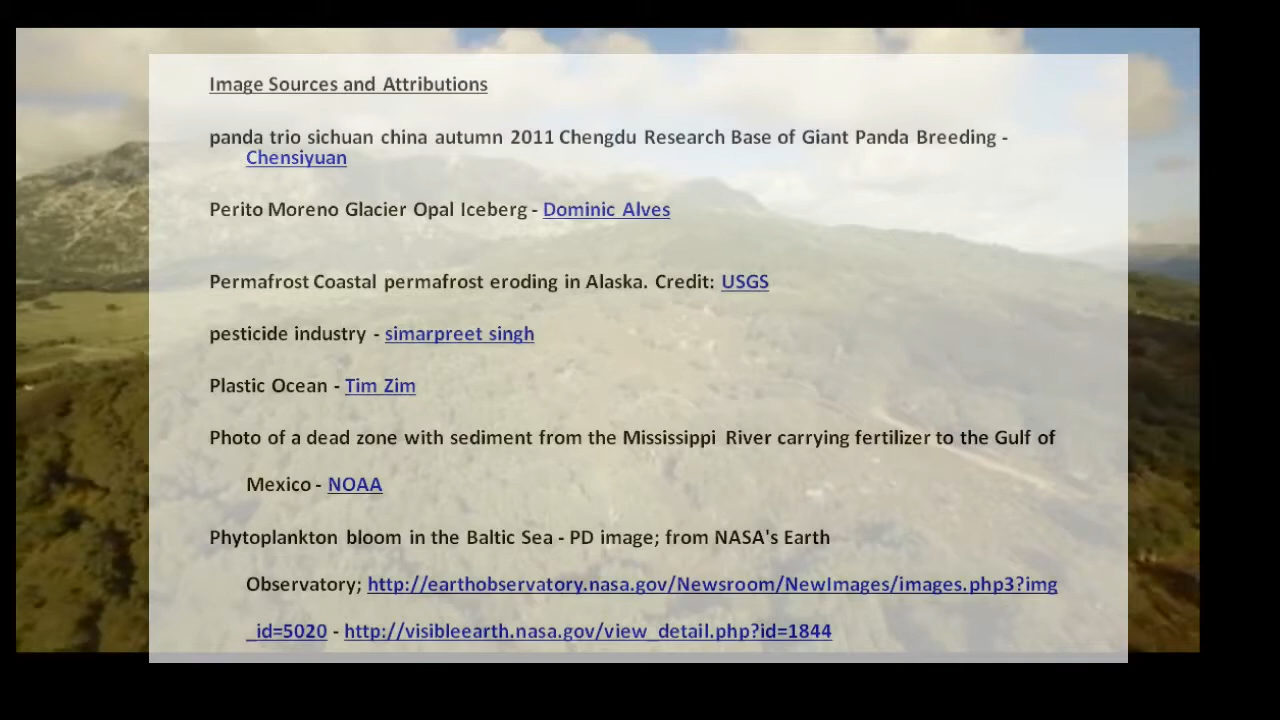 Image Sources and Attributions
panda trio sichuan china autumn 2011 Chengdu Research Base of Giant Panda Breeding -
Chensiyuan
Perito Moreno Glacier Opal Iceberg - Dominic Alves
Permafrost Coastal permafrost eroding in Alaska. Credit: USGS
pesticide industry - simarpreet singh
Plastic Ocean - Tim Zim
Photo of a dead zone with sediment from the Mississippi River carrying fertilizer to the Gulf of
Mexico - NOAA
Phytoplankton bloom in the Baltic Sea - PD image; from NASA's Earth
Observatory; http://earthobservatory.nasa.gov/Newsroom/NewImages/images.php3?img
_id=5020 - http://visibleearth.nasa.gov/view_detail.php?id=1844